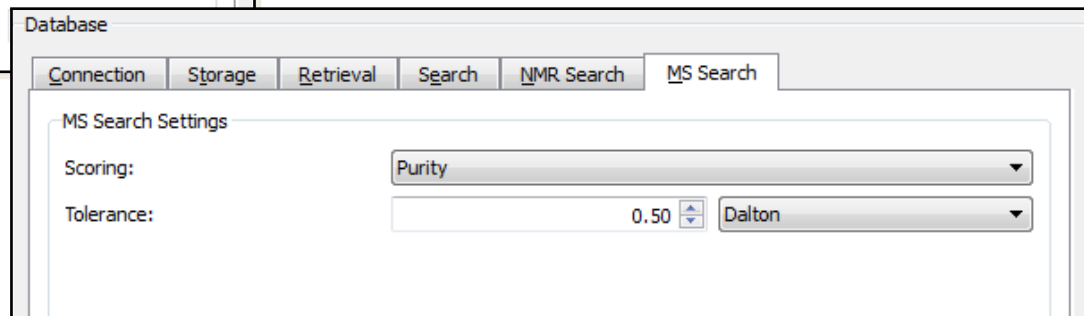 Database
Connection Storage Retrieval Search NMR Search MS Search
MS Search Settings
Scoring: Purity
Tolerance: 0.50 Dalton